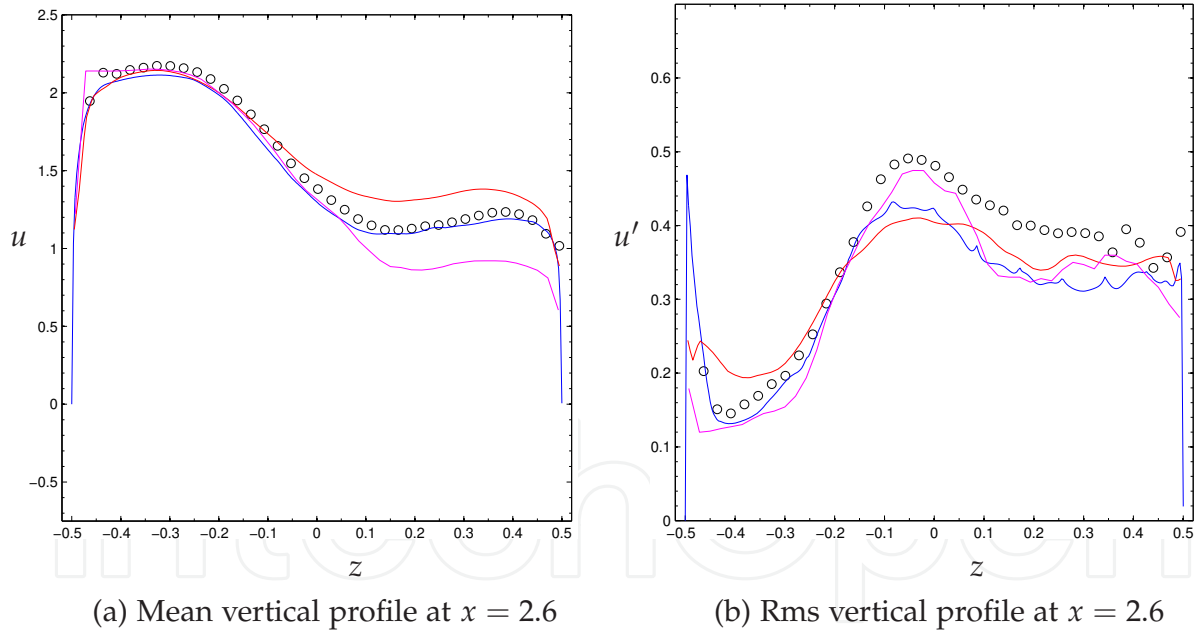 2.5
2
1.5
1
0.5
0
−0.5
u
−0.5 −0.4 −0.3 −0.2 −0.1 0 0.1 0.2 0.3 0.4 0.5
z
(a) Mean vertical profile at x = 2.6
0.6
0.5
0.4
0.3
0.2
0.1
0
u′
−0.5 −0.4 −0.3 −0.2 −0.1 0 0.1 0.2 0.3 0.4 0.5
z
(b) Rms vertical profile at x = 2.6
intechopen